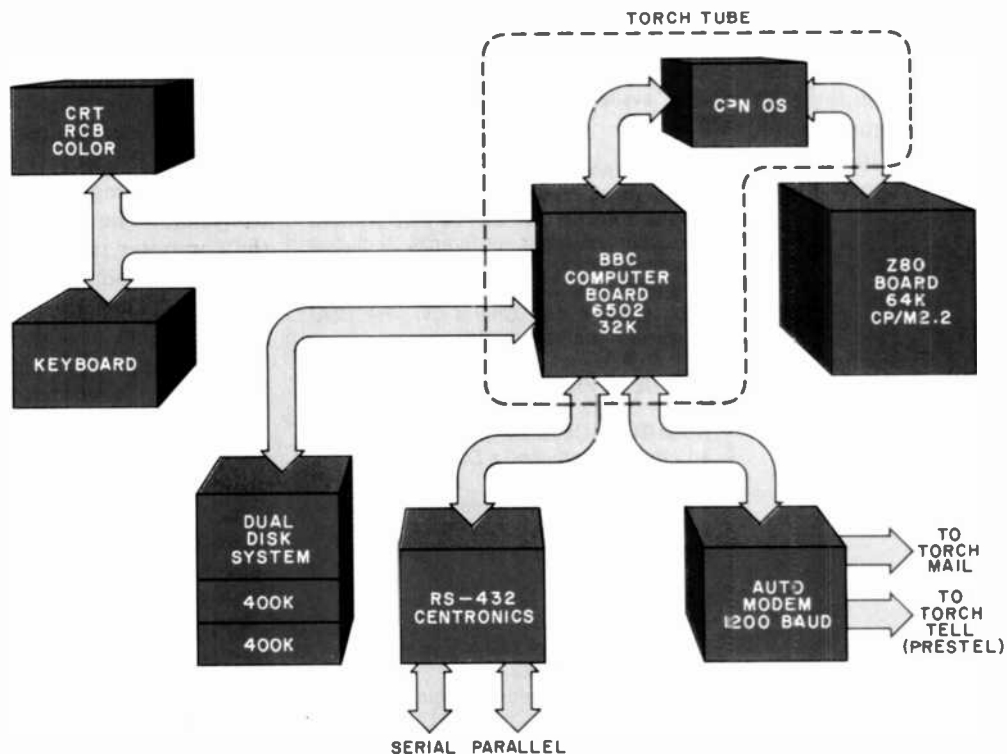 TORCH TUBE
CRT
RCB
COLOR
CPN OS
BBC
COMPUTER
BOARD
6502
32K
Z80
BOARD
64K
CP/M2.2
KEYBOARD
DUAL
DISK
SYSTEM
400K
400K
RS-432
CENTRONICS
AUTO
MODEM
1200 BAUD
TO
TORCH
MAIL
TO
TORCH
TELL
(PRESTEL)
SERIAL PARALLEL